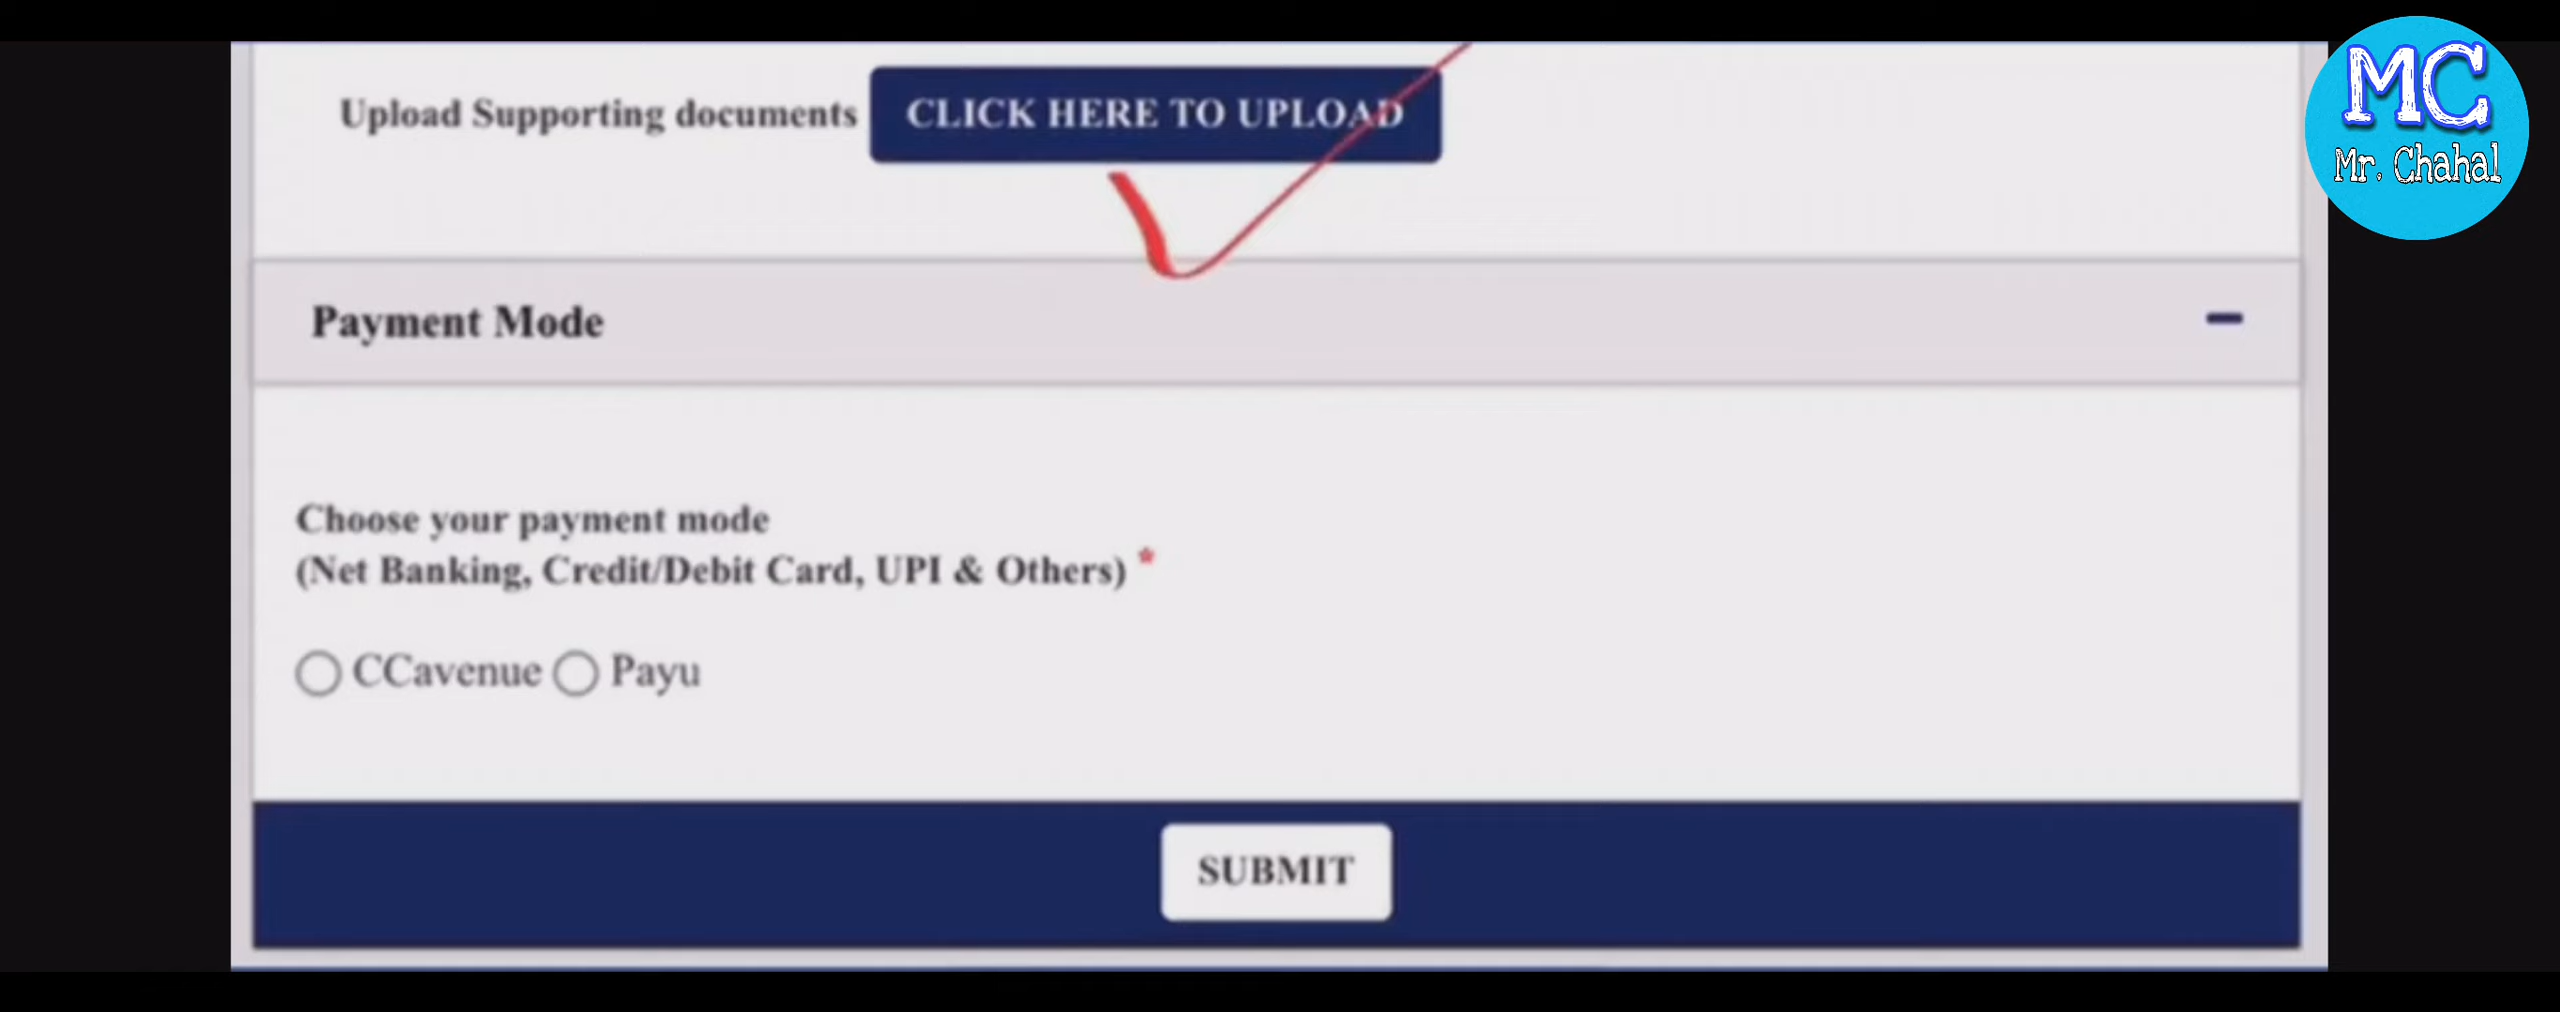 Upload Supporting documents CLICK HERE TO UPLOAD
MC
Mr. Chahal
Payment Mode
Choose your payment mode
(Net Banking, Credit/Debit Card, UPI & Others) *
CCavenue Payu
SUBMIT